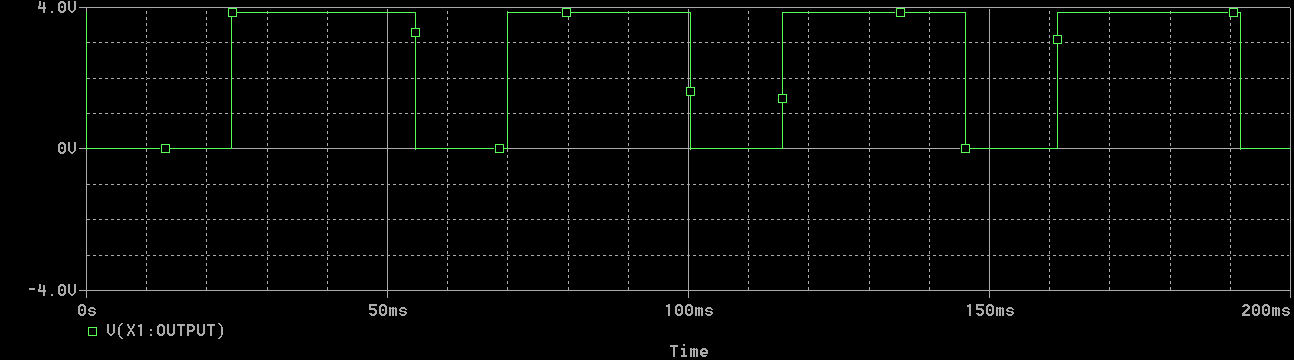 4.0V
0V
-4.0V
0s 50ms 100ms 150ms 200ms
V(X1:OUTPUT)
Time